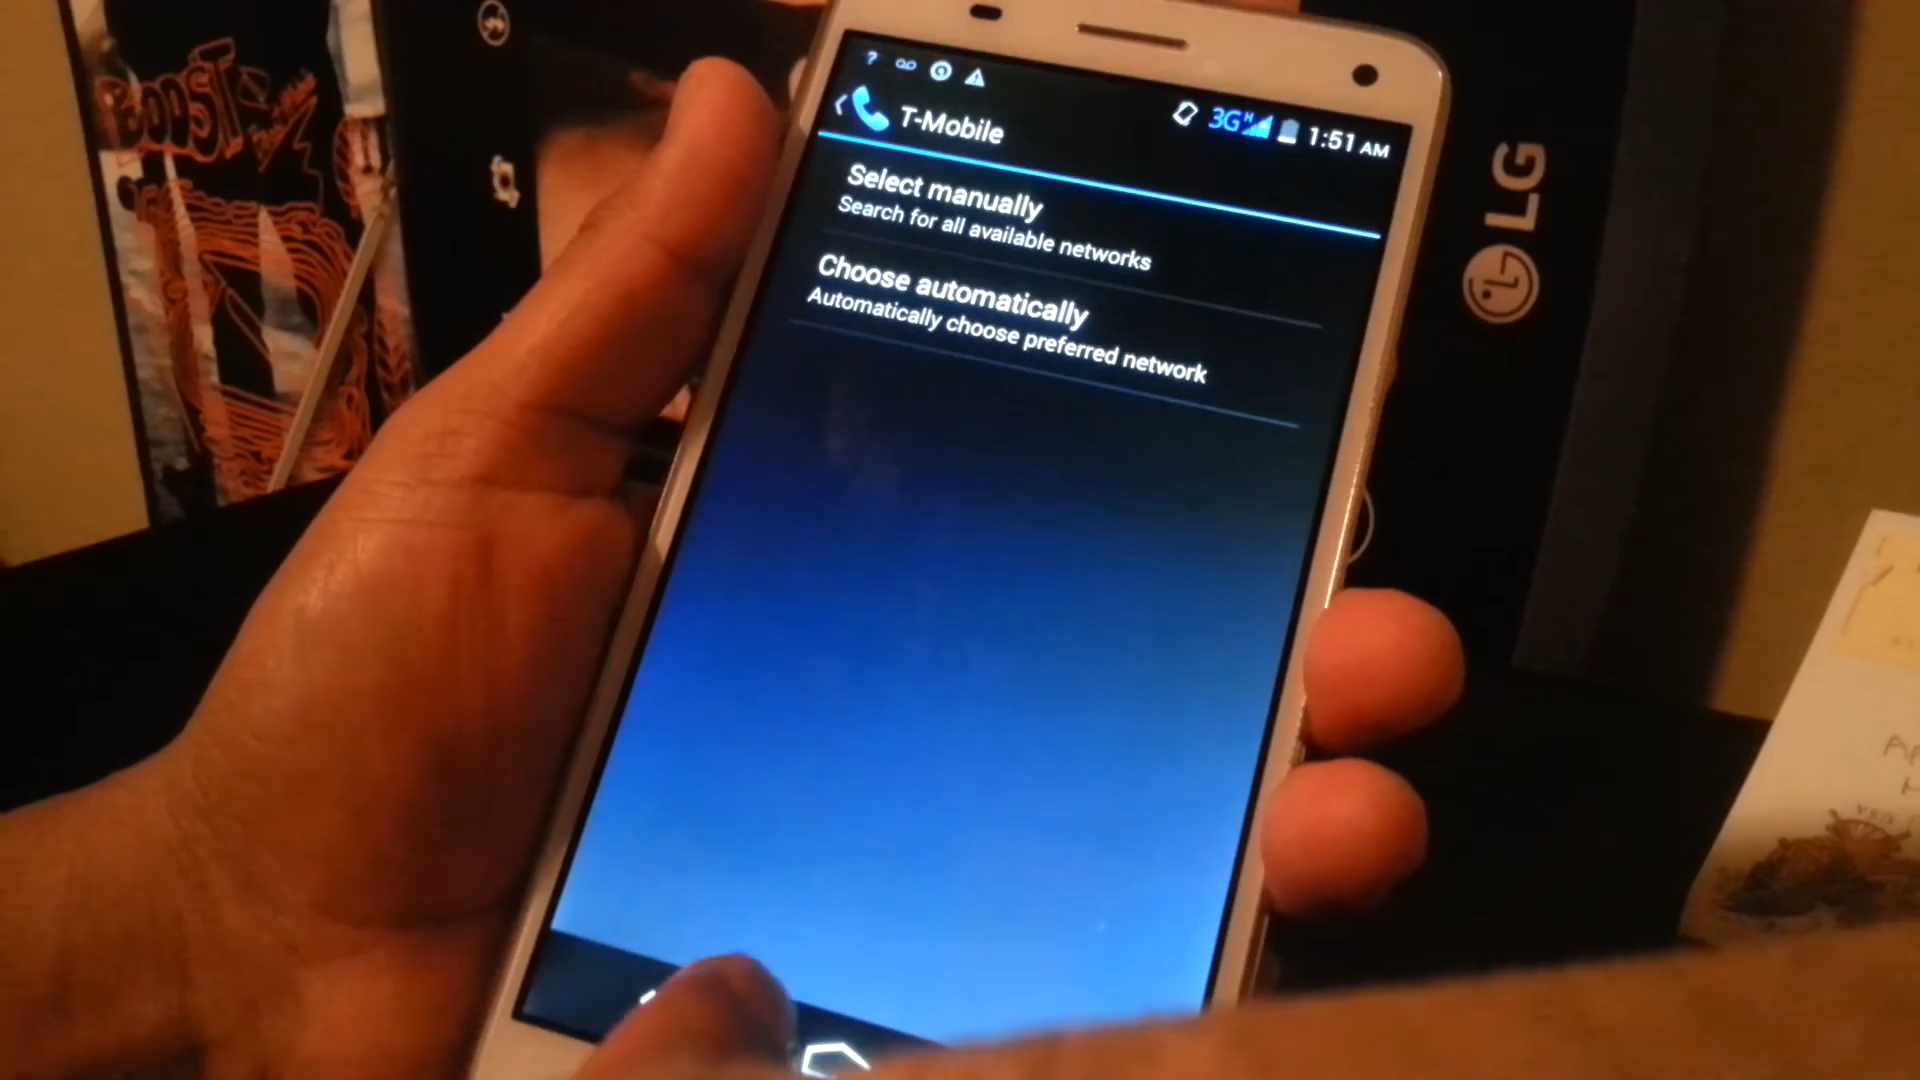 BOOST
? 3G H 1:51 AM
T-Mobile
Select manually
Search for all available networks
Choose automatically
Automatically choose preferred network
LG